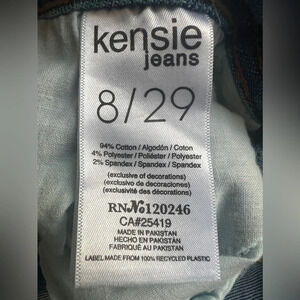 kensie
jeans
8/29
94% Cotton / Algodón / Coton
4% Polyester / Poliéster / Polyester
2% Spandex / Spandex / Spandex
(exclusive of decorations)
(exclusivo de decoraciones)
(exclusivité des décorations)
RN№120246
CA#25419
MADE IN PAKISTAN
HECHO EN PAKISTAN
FABRIQUÉ AU PAKISTAN
LABEL MADE FROM 100% RECYCLED PLASTIC